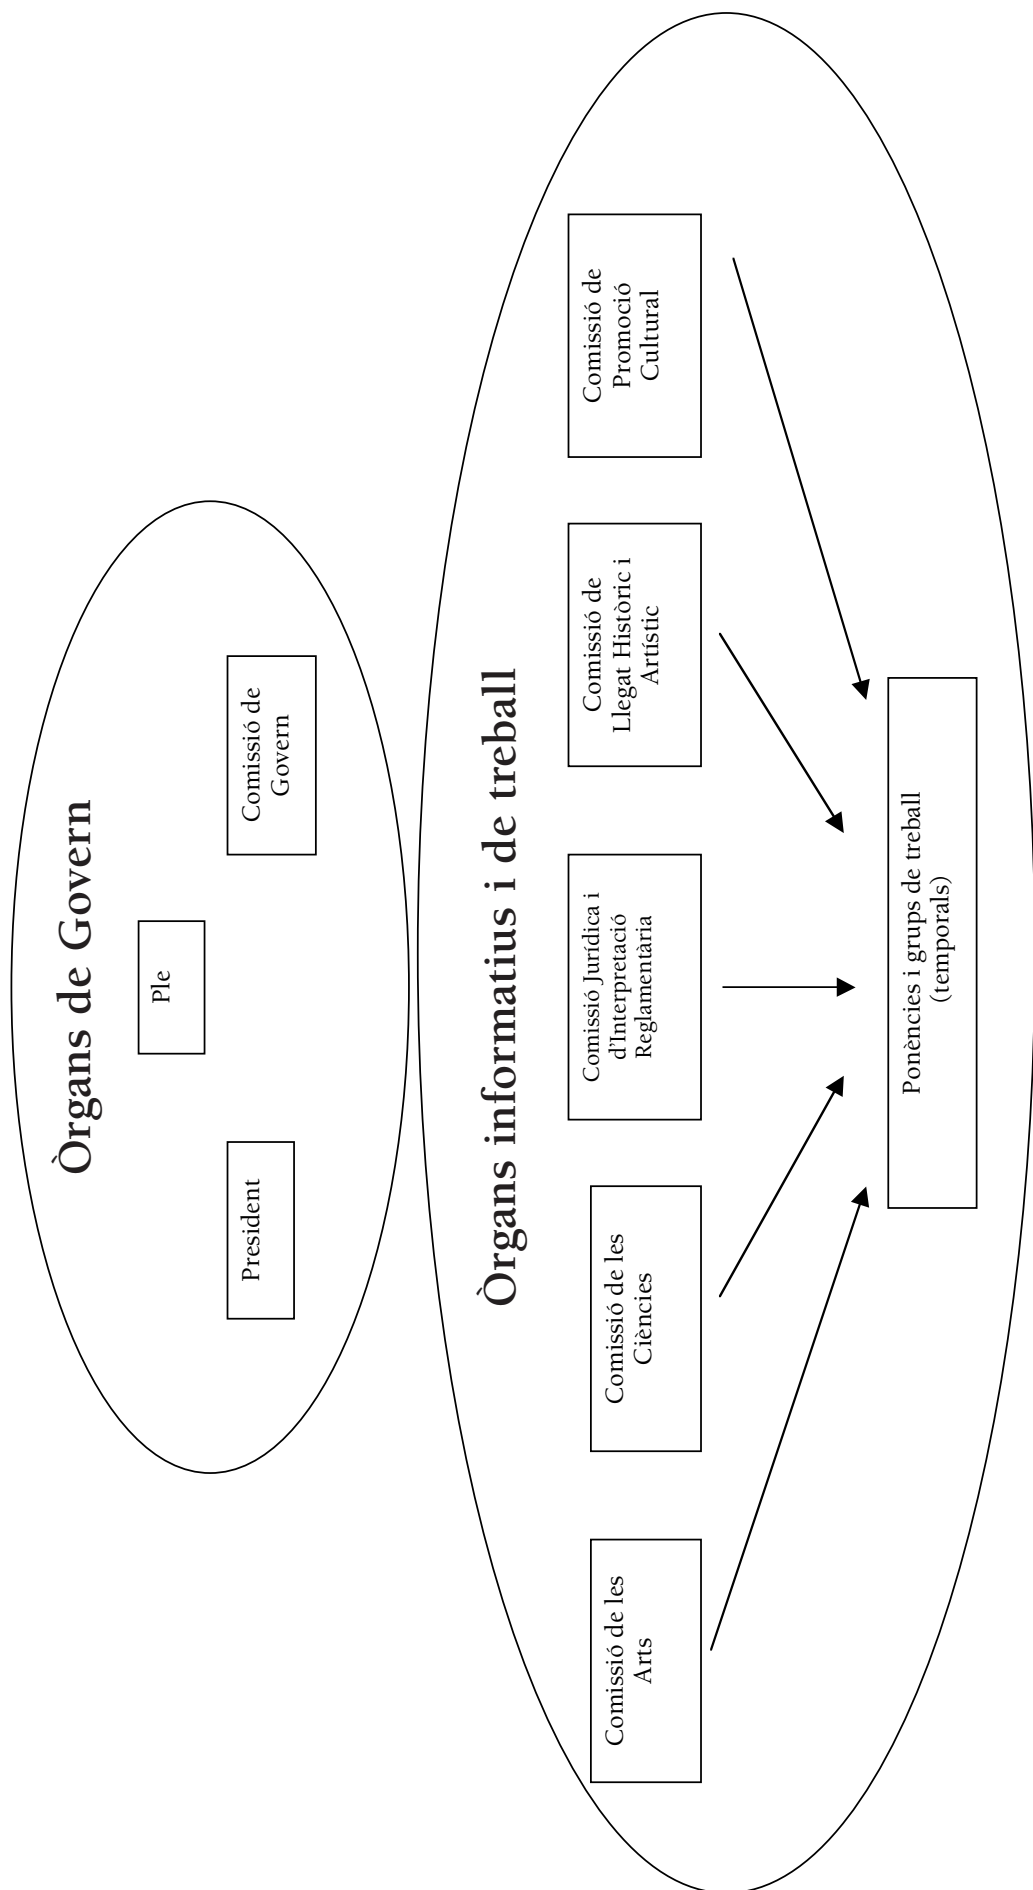 Òrgans de Govern
Ple
President
Comissió de
Govern
Òrgans informatius i de treball
Comissió de les
Arts
Comissió de les
Ciències
Comissió Jurídica i
d'Interpretació
Reglamentària
Comissió de
Llegat Històric i
Artístic
Comissió de
Promoció
Cultural
Ponències i grups de treball
(temporals)